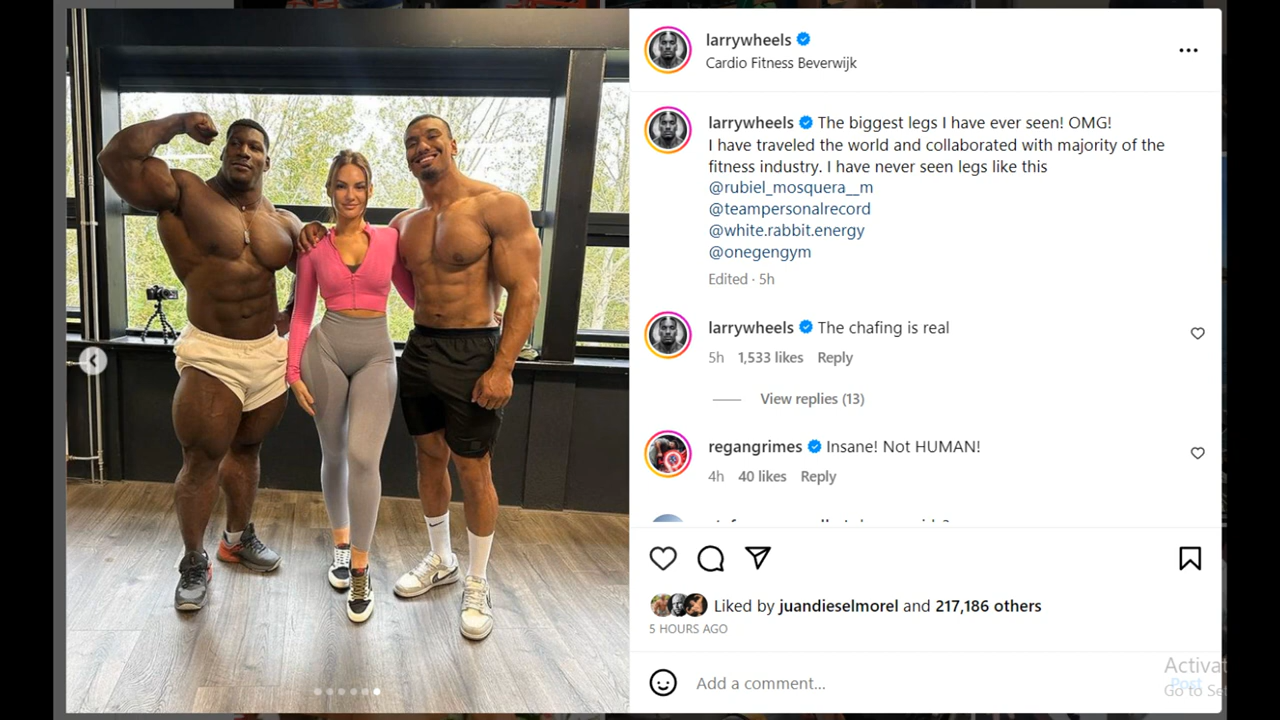 larrywheels
Cardio Fitness Beverwijk
larrywheels The biggest legs I have ever seen! OMG!
I have traveled the world and collaborated with majority of the
fitness industry. I have never seen legs like this
@rubiel_mosquera__m
@teampersonalrecord
@white.rabbit.energy
@onegengym
Edited · 5h
larrywheels The chafing is real
5h 1,533 likes Reply
View replies (13)
regangrimes Insane! Not HUMAN!
4h 40 likes Reply
Liked by juandieselmorel and 217,186 others
5 HOURS AGO
Add a comment...
Post
Activat
Go to Set